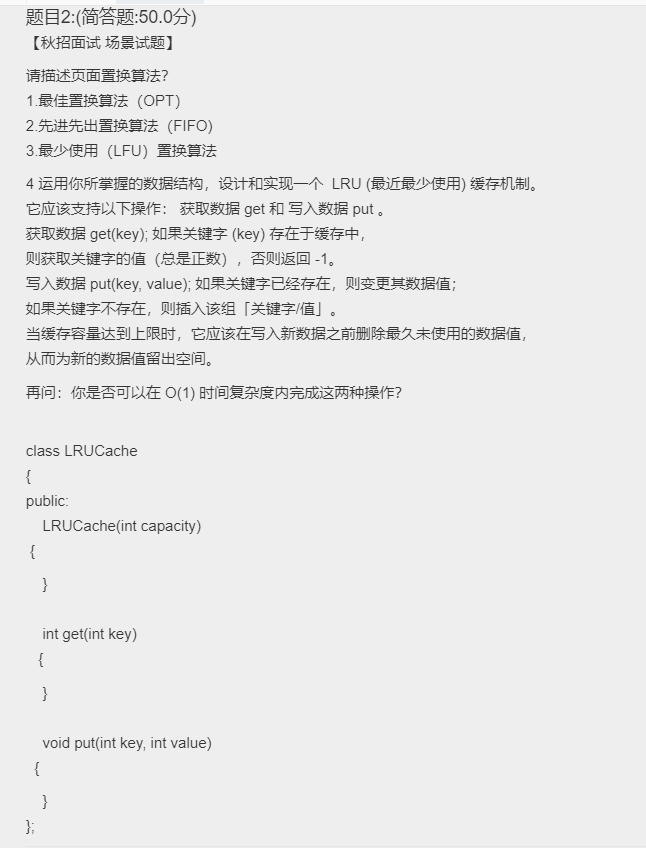 题目2:(简答题:50.0分)
【秋招面试 场景试题】
请描述页面置换算法？
1.最佳置换算法（OPT）
2.先进先出置换算法（FIFO)
3.最少使用（LFU）置换算法
4 运用你所掌握的数据结构，设计和实现一个 LRU (最近最少使用) 缓存机制。
它应该支持以下操作： 获取数据 get 和 写入数据 put 。
获取数据 get(key); 如果关键字 (key) 存在于缓存中，
则获取关键字的值（总是正数），否则返回 -1。
写入数据 put(key, value); 如果关键字已经存在，则变更其数据值；
如果关键字不存在，则插入该组「关键字/值」。
当缓存容量达到上限时，它应该在写入新数据之前删除最久未使用的数据值，
从而为新的数据值留出空间。
再问：你是否可以在 O(1) 时间复杂度内完成这两种操作？
class LRUCache
{
public:
LRUCache(int capacity)
{
}
int get(int key)
{
}
void put(int key, int value)
{
}
};